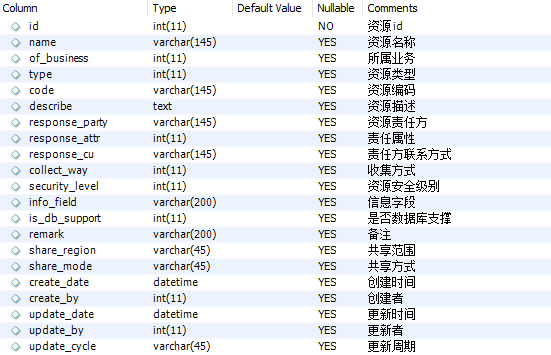 Column Type Default Value Nullable Comments
id int(11) NO 资源id
name varchar(145) YES 资源名称
of_business int(11) YES 所属业务
type int(11) YES 资源类型
code varchar(145) YES 资源编码
describe text YES 资源描述
response_party varchar(145) YES 资源责任方
response_attr int(11) YES 责任属性
response_cu varchar(145) YES 责任方联系方式
collect_way int(11) YES 收集方式
security_level int(11) YES 资源安全级别
info_field varchar(200) YES 信息字段
is_db_support int(11) YES 是否数据库支撑
remark varchar(200) YES 备注
share_region varchar(45) YES 共享范围
share_mode varchar(45) YES 共享方式
create_date datetime YES 创建时间
create_by int(11) YES 创建者
update_date datetime YES 更新时间
update_by int(11) YES 更新者
update_cycle varchar(45) YES 更新周期